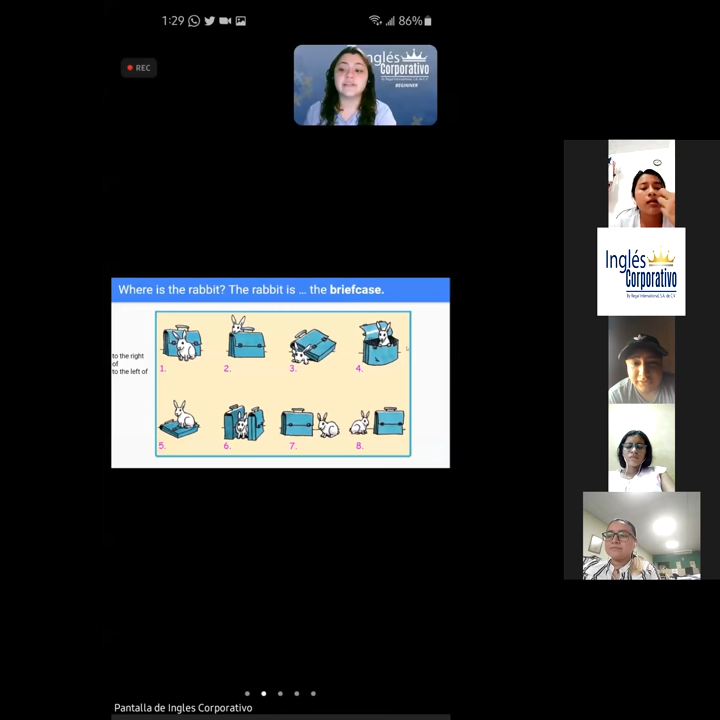 1:29
86%
REC
Inglés
Corporativo
BEGINNER
Inglés
Corporativo
By Regal International, S.A. de C.V.
Where is the rabbit? The rabbit is ... the briefcase.
to the right
of
to the left of
1.
2.
3.
4.
5.
6.
7.
8.
Pantalla de Ingles Corporativo